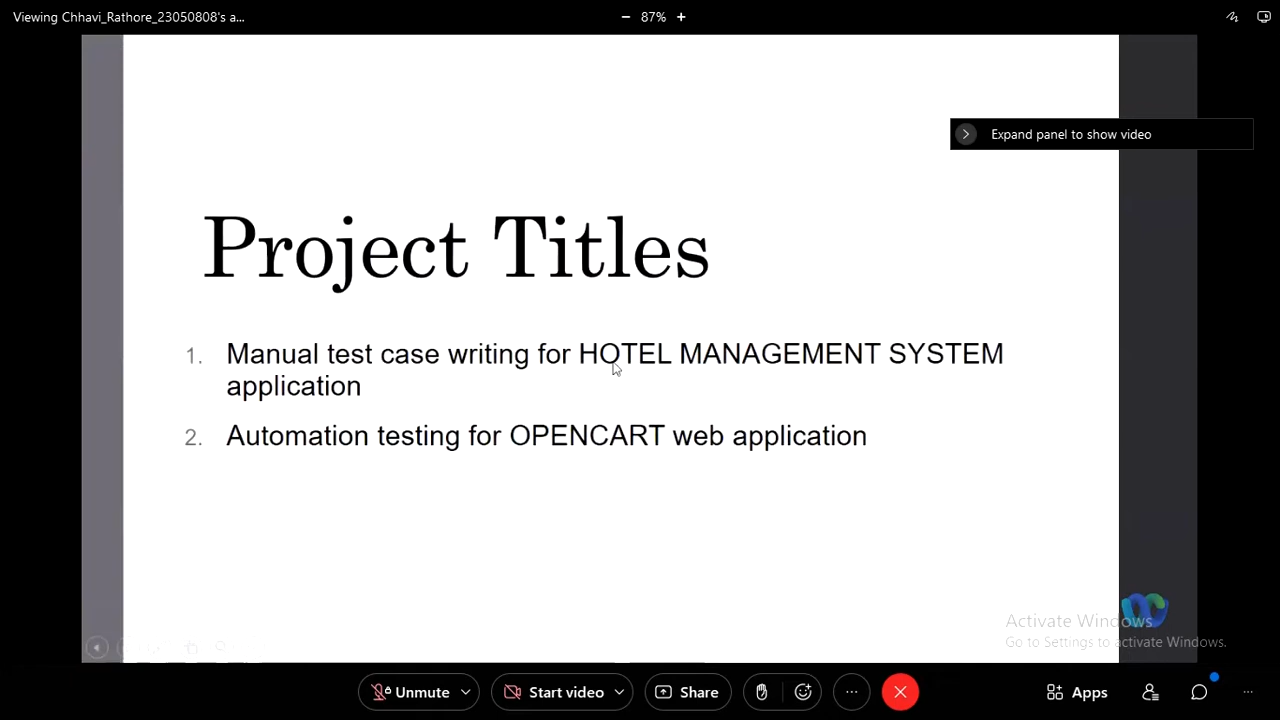 Viewing Chhavi_Rathore_23050808's a...
87%
Expand panel to show video
Project Titles
1. Manual test case writing for HOTEL MANAGEMENT SYSTEM
application
2. Automation testing for OPENCART web application
Activate Windows
Go to Settings to activate Windows.
Unmute
Start video
Share
Apps